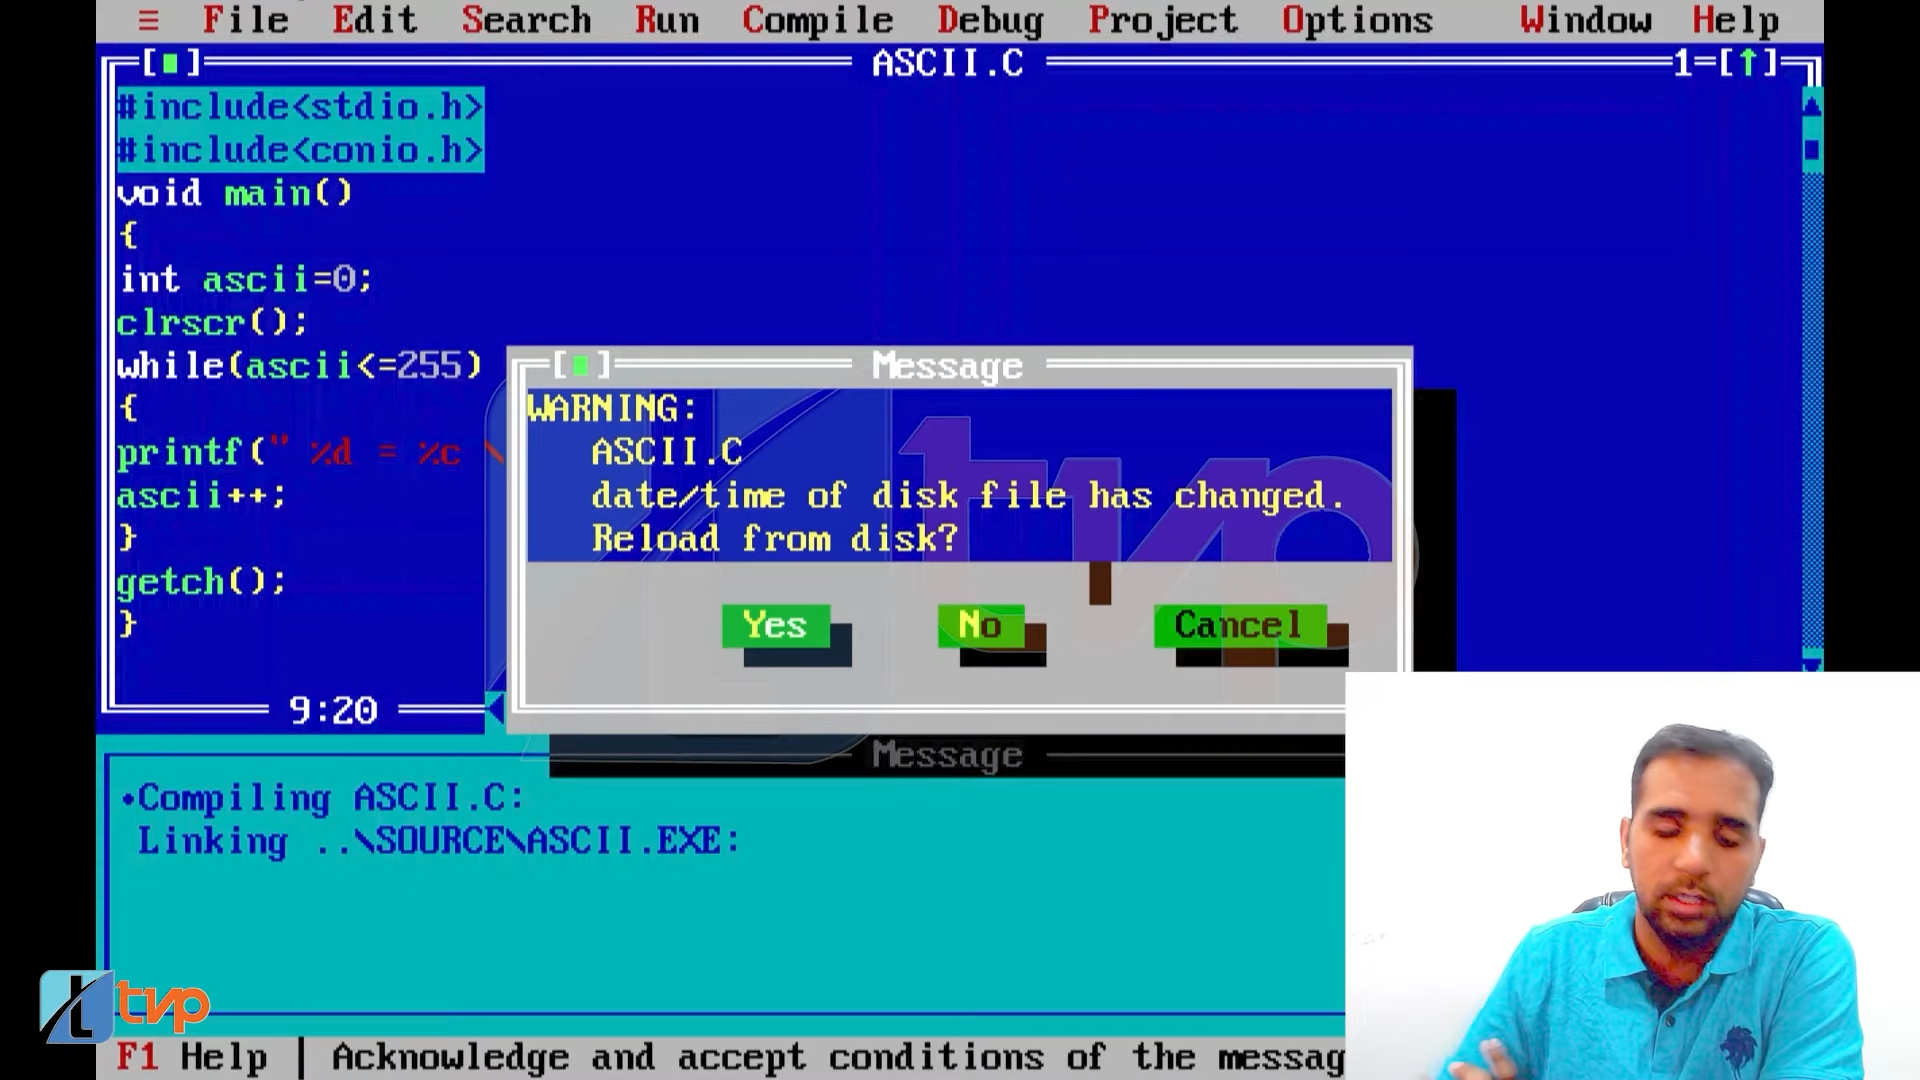 ≡ File Edit Search Run Compile Debug Project Options Window Help
[■] ASCII.C 1=[↑]
#include<stdio.h>
#include<conio.h>
void main()
{
int ascii=0;
clrscr();
while(ascii<=255)
{
printf(" %d = %c \
ascii++;
}
getch();
}
9:20
[■] Message
WARNING:
ASCII.C
date/time of disk file has changed.
Reload from disk?
Yes No Cancel
tvp
Message
•Compiling ASCII.C:
Linking ..\SOURCE\ASCII.EXE:
tvp
F1 Help | Acknowledge and accept conditions of the messag